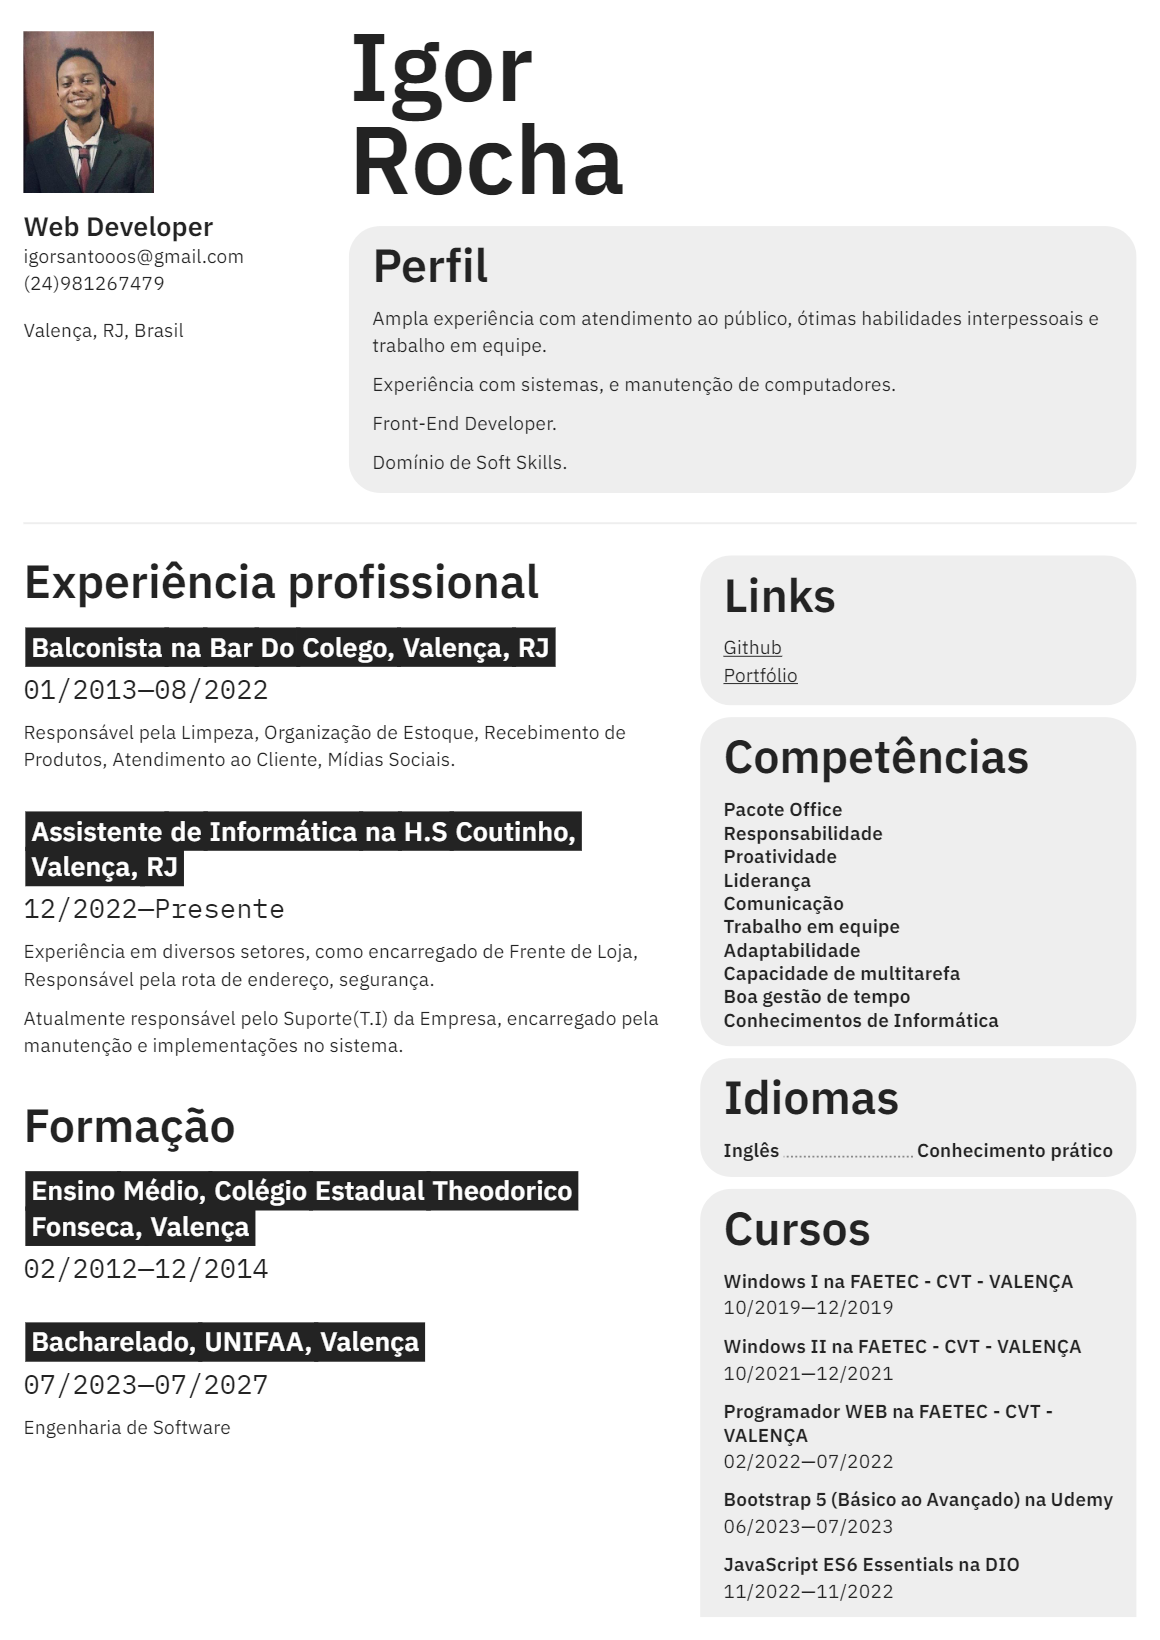 Igor
Rocha
Web Developer
igorsantooos@gmail.com
(24)981267479
Valença, RJ, Brasil
Perfil
Ampla experiência com atendimento ao público, ótimas habilidades interpessoais e
trabalho em equipe.
Experiência com sistemas, e manutenção de computadores.
Front-End Developer.
Domínio de Soft Skills.
Experiência profissional
Balconista na Bar Do Colego, Valença, RJ
01/2013—08/2022
Responsável pela Limpeza, Organização de Estoque, Recebimento de
Produtos, Atendimento ao Cliente, Mídias Sociais.
Assistente de Informática na H.S Coutinho,
Valença, RJ
12/2022—Presente
Experiência em diversos setores, como encarregado de Frente de Loja,
Responsável pela rota de endereço, segurança.
Atualmente responsável pelo Suporte(T.I) da Empresa, encarregado pela
manutenção e implementações no sistema.
Formação
Ensino Médio, Colégio Estadual Theodorico
Fonseca, Valença
02/2012—12/2014
Bacharelado, UNIFAA, Valença
07/2023—07/2027
Engenharia de Software
Links
Github
Portfólio
Competências
Pacote Office
Responsabilidade
Proatividade
Liderança
Comunicação
Trabalho em equipe
Adaptabilidade
Capacidade de multitarefa
Boa gestão de tempo
Conhecimentos de Informática
Idiomas
Inglês ............................... Conhecimento prático
Cursos
Windows I na FAETEC - CVT - VALENÇA
10/2019—12/2019
Windows II na FAETEC - CVT - VALENÇA
10/2021—12/2021
Programador WEB na FAETEC - CVT -
VALENÇA
02/2022—07/2022
Bootstrap 5 (Básico ao Avançado) na Udemy
06/2023—07/2023
JavaScript ES6 Essentials na DIO
11/2022—11/2022